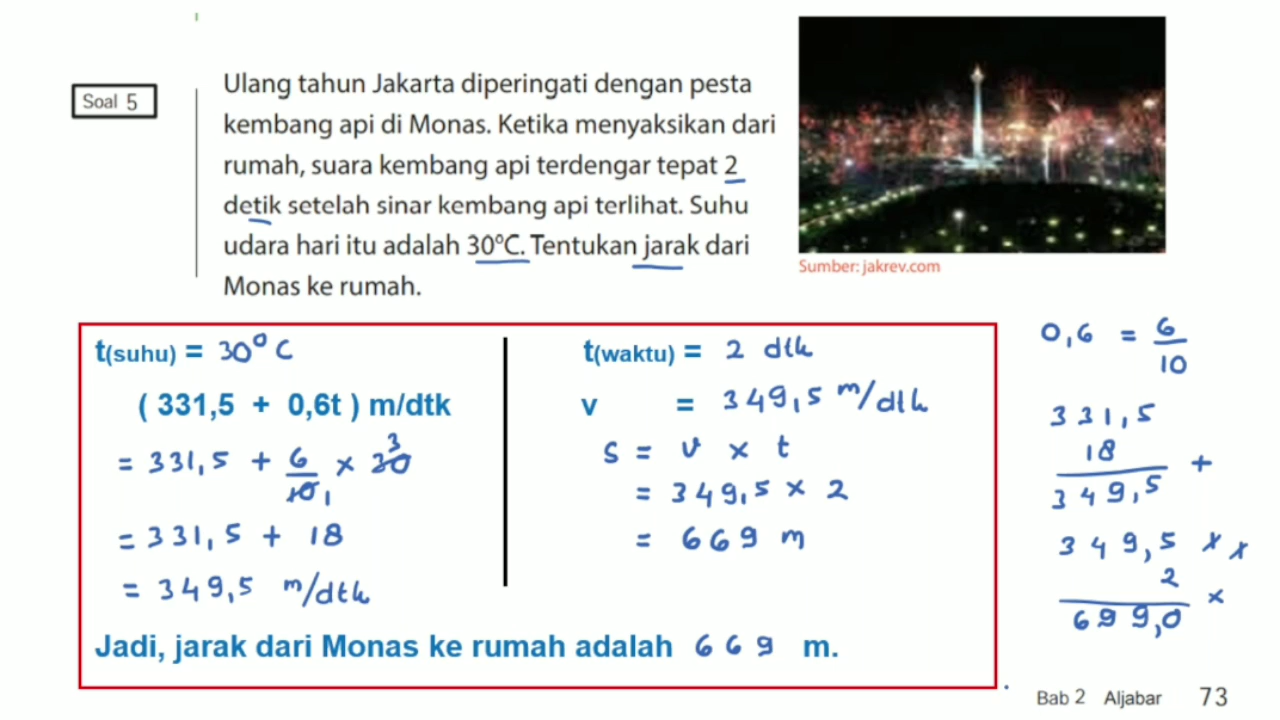 Soal 5
Ulang tahun Jakarta diperingati dengan pesta
kembang api di Monas. Ketika menyaksikan dari
rumah, suara kembang api terdengar tepat 2
detik setelah sinar kembang api terlihat. Suhu
udara hari itu adalah 30°C. Tentukan jarak dari
Monas ke rumah.
Sumber: jakrev.com
t(suhu) = 30° C
( 331,5 + 0,6t ) m/dtk
= 331,5 + 6/10 1 × 30 3
= 331,5 + 18
= 349,5 m/dtk
t(waktu) = 2 dtk
v = 349,5 m/dtk
s = v × t
= 349,5 × 2
= 669 m
Jadi, jarak dari Monas ke rumah adalah 669 m.
0,6 = 6/10
331,5
18 +
349,5
349,5 × ×
2 ×
699,0
Bab 2 Aljabar 73